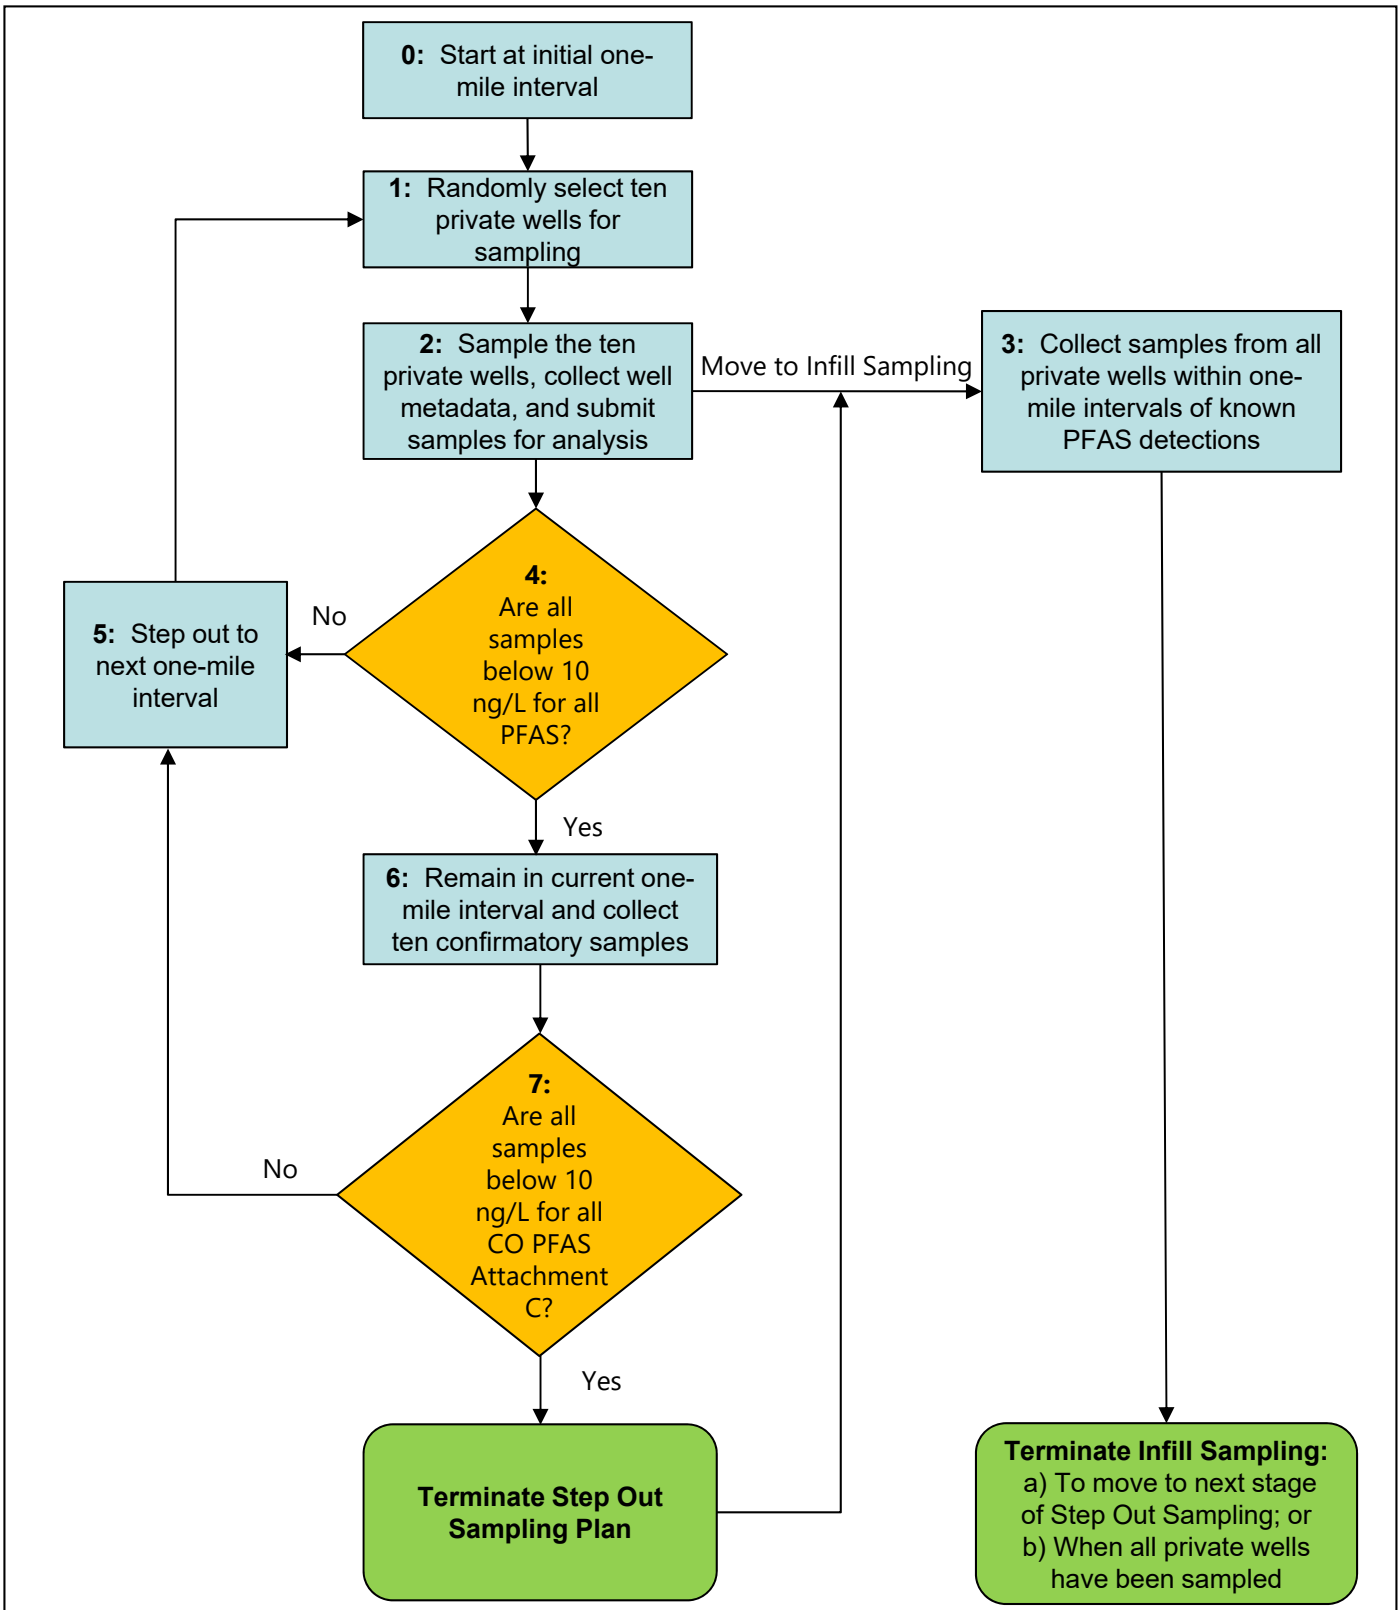 0: Start at initial one-
mile interval
1: Randomly select ten
private wells for
sampling
2: Sample the ten
private wells, collect well
metadata, and submit
samples for analysis
Move to Infill Sampling
3: Collect samples from all
private wells within one-
mile intervals of known
PFAS detections
4:
Are all
samples
below 10
ng/L for all
PFAS?
No
5: Step out to
next one-mile
interval
Yes
6: Remain in current one-
mile interval and collect
ten confirmatory samples
7:
Are all
samples
below 10
ng/L for all
CO PFAS
Attachment
C?
No
Yes
Terminate Step Out
Sampling Plan
Terminate Infill Sampling:
a) To move to next stage
of Step Out Sampling; or
b) When all private wells
have been sampled